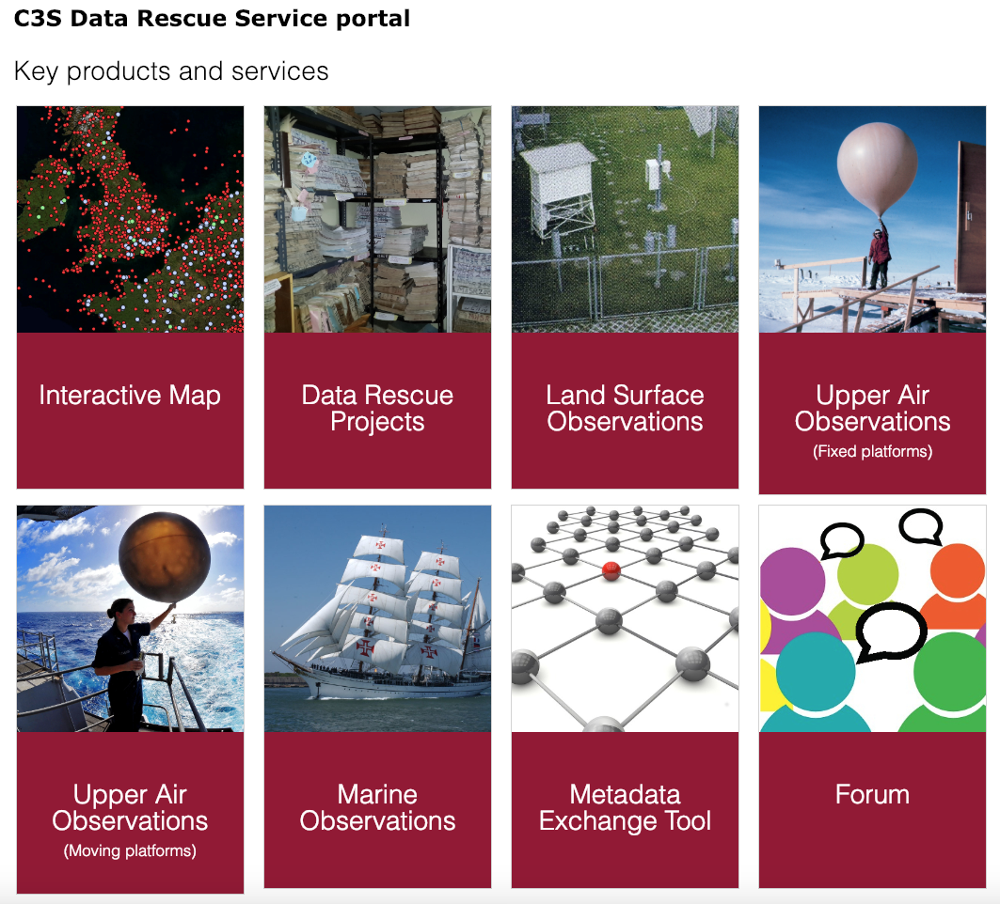 C3S Data Rescue Service portal
Key products and services
Interactive Map
Data Rescue
Projects
Land Surface
Observations
Upper Air
Observations
(Fixed platforms)
Upper Air
Observations
(Moving platforms)
Marine
Observations
Metadata
Exchange Tool
Forum